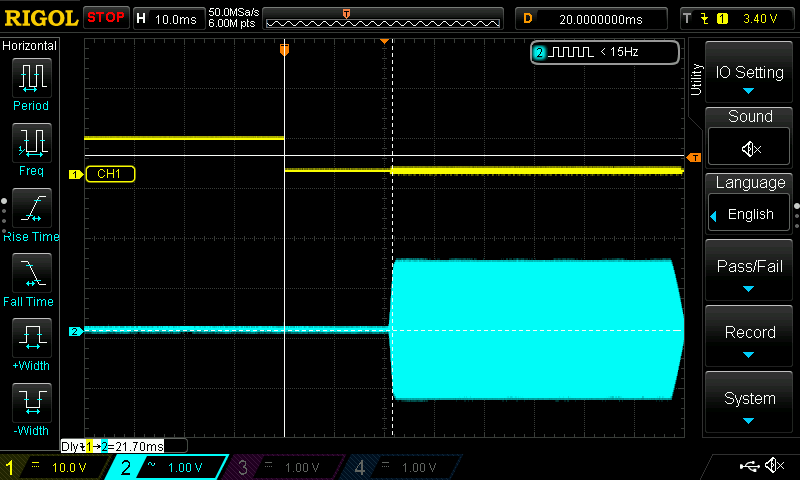 RIGOL STOP H 10.0ms 50.0MSa/s 6.00M pts T D 20.0000000ms T 1 3.40 V
Horizontal
Period
Freq
Rise Time
Fall Time
+Width
-Width
2 < 15Hz
T
1 CH1
2
Dly 1→2=21.70ms
Utility
IO Setting
Sound
Language
English
Pass/Fail
Record
System
1 = 10.0 V 2 ~ 1.00 V 3 = 1.00 V 4 = 1.00 V